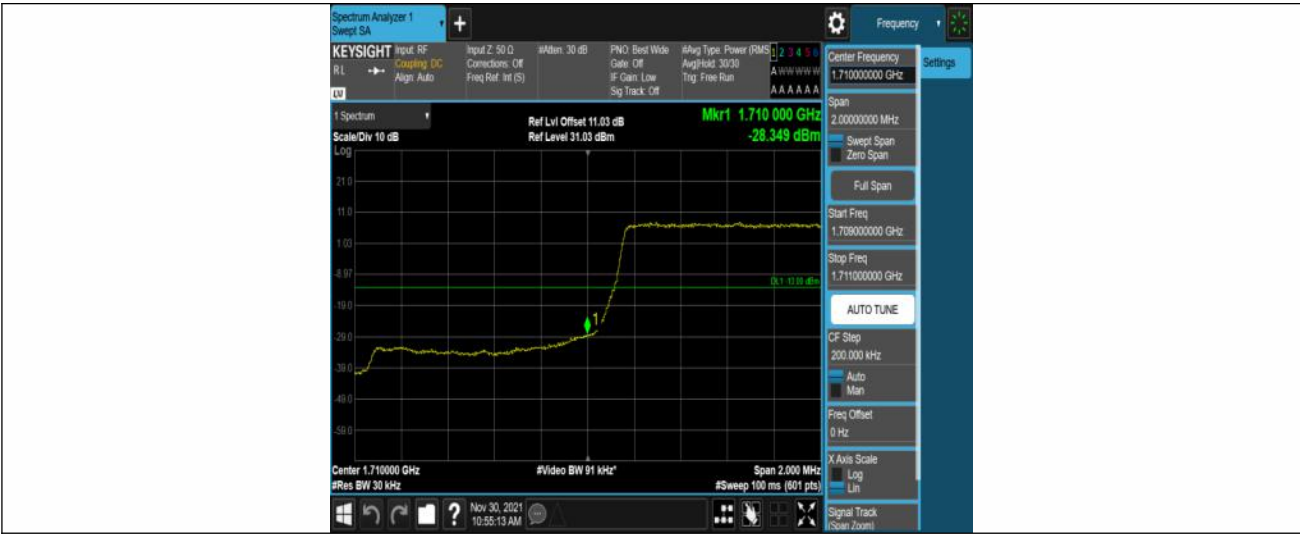 Spectrum Analyzer 1
Swept SA
+
Frequency
KEYSIGHT
RL
Input: RF
Coupling: DC
Align: Auto
Input Z: 50 Ω
Corrections: Off
Freq Ref: Int (S)
#Atten: 30 dB
PNO: Best Wide
Gate: Off
IF Gain: Low
Sig Track: Off
#Avg Type: Power (RMS
Avg|Hold: 30/30
Trig: Free Run
1 2 3 4 5 6
A W W W W W
A A A A A A
1 Spectrum
Scale/Div 10 dB
Log
Ref Lvl Offset 11.03 dB
Ref Level 31.03 dBm
Mkr1 1.710 000 GHz
-28.349 dBm
21.0
11.0
1.03
-8.97
-19.0
-29.0
-39.0
-49.0
-59.0
DL1 -13.00 dBm
1
Center 1.710000 GHz
#Res BW 30 kHz
#Video BW 91 kHz*
Span 2.000 MHz
#Sweep 100 ms (601 pts)
Nov 30, 2021
10:55:13 AM
?
Center Frequency
1.710000000 GHz
Settings
Span
2.00000000 MHz
Swept Span
Zero Span
Full Span
Start Freq
1.709000000 GHz
Stop Freq
1.711000000 GHz
AUTO TUNE
CF Step
200.000 kHz
Auto
Man
Freq Offset
0 Hz
X Axis Scale
Log
Lin
Signal Track
(Span Zoom)